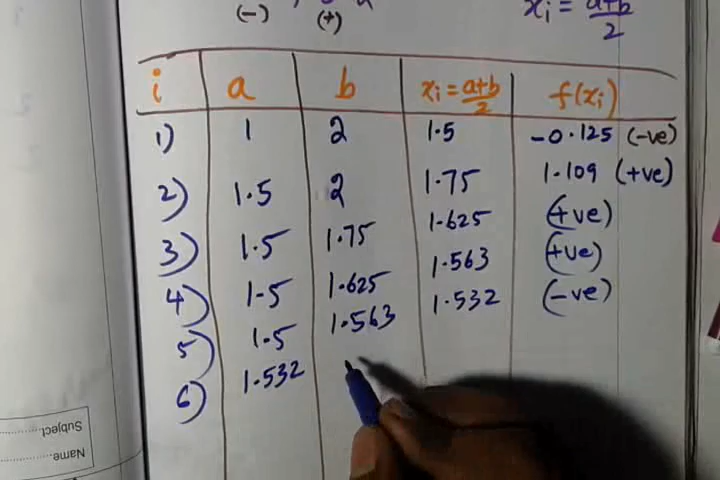 (-) (+)
xi = a+b/2
i a b xi = a+b/2 f(xi)
1) 1 2 1.5 -0.125 (-ve)
2) 1.5 2 1.75 1.109 (+ve)
3) 1.5 1.75 1.625 (+ve)
4) 1.5 1.625 1.563 (+ve)
5) 1.5 1.563 1.532 (-ve)
6) 1.532
Subject
Name